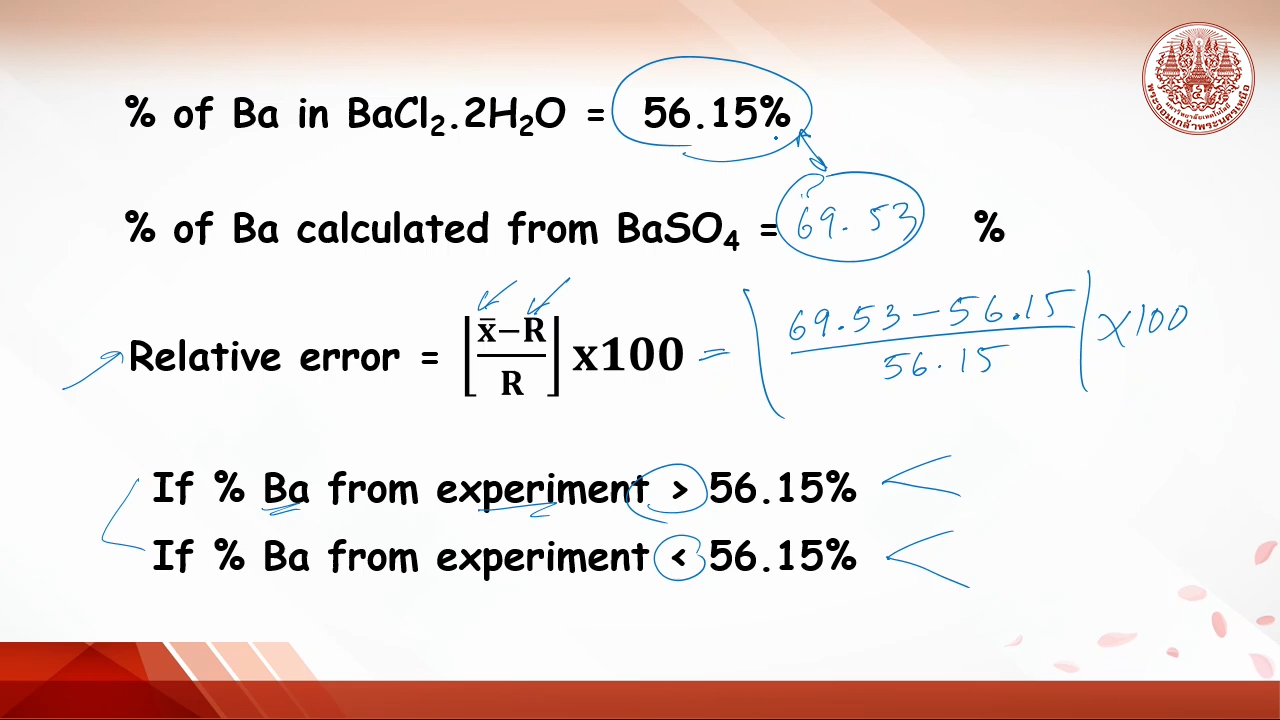 % of Ba in BaCl₂.2H₂O = 56.15%
% of Ba calculated from BaSO₄ = 69.53 %
Relative error = |x̄−R / R| x100 = |69.53 − 56.15 / 56.15| x100
If % Ba from experiment > 56.15%
If % Ba from experiment < 56.15%